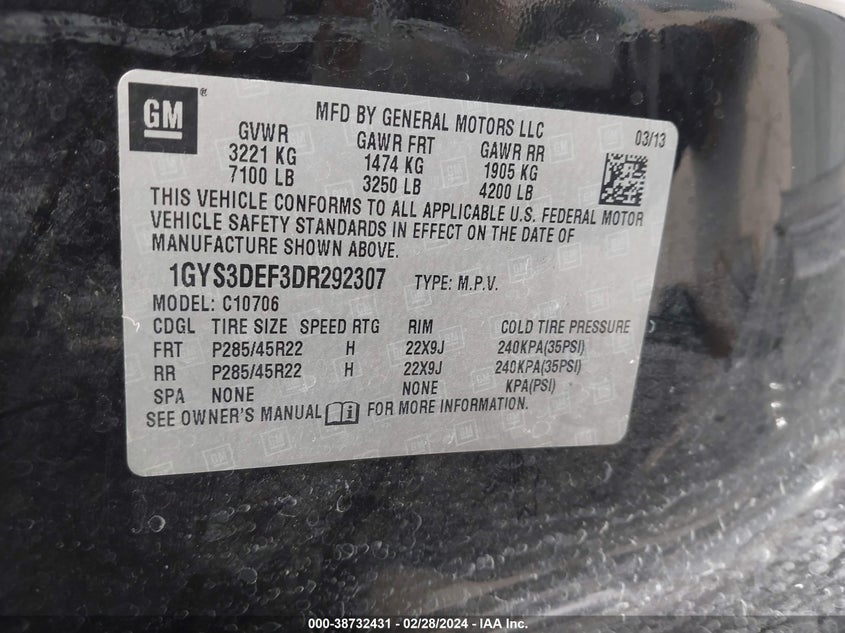 GM®
MFD BY GENERAL MOTORS LLC
03/13
GVWR GAWR FRT GAWR RR
3221 KG 1474 KG 1905 KG
7100 LB 3250 LB 4200 LB
THIS VEHICLE CONFORMS TO ALL APPLICABLE U.S. FEDERAL MOTOR
VEHICLE SAFETY STANDARDS IN EFFECT ON THE DATE OF
MANUFACTURE SHOWN ABOVE.
1GYS3DEF3DR292307 TYPE: M.P.V.
MODEL: C10706
CDGL TIRE SIZE SPEED RTG RIM COLD TIRE PRESSURE
FRT P285/45R22 H 22X9J 240KPA(35PSI)
RR P285/45R22 H 22X9J 240KPA(35PSI)
SPA NONE NONE KPA(PSI)
SEE OWNER'S MANUAL FOR MORE INFORMATION.
000-38732431 - 02/28/2024 - IAA Inc.